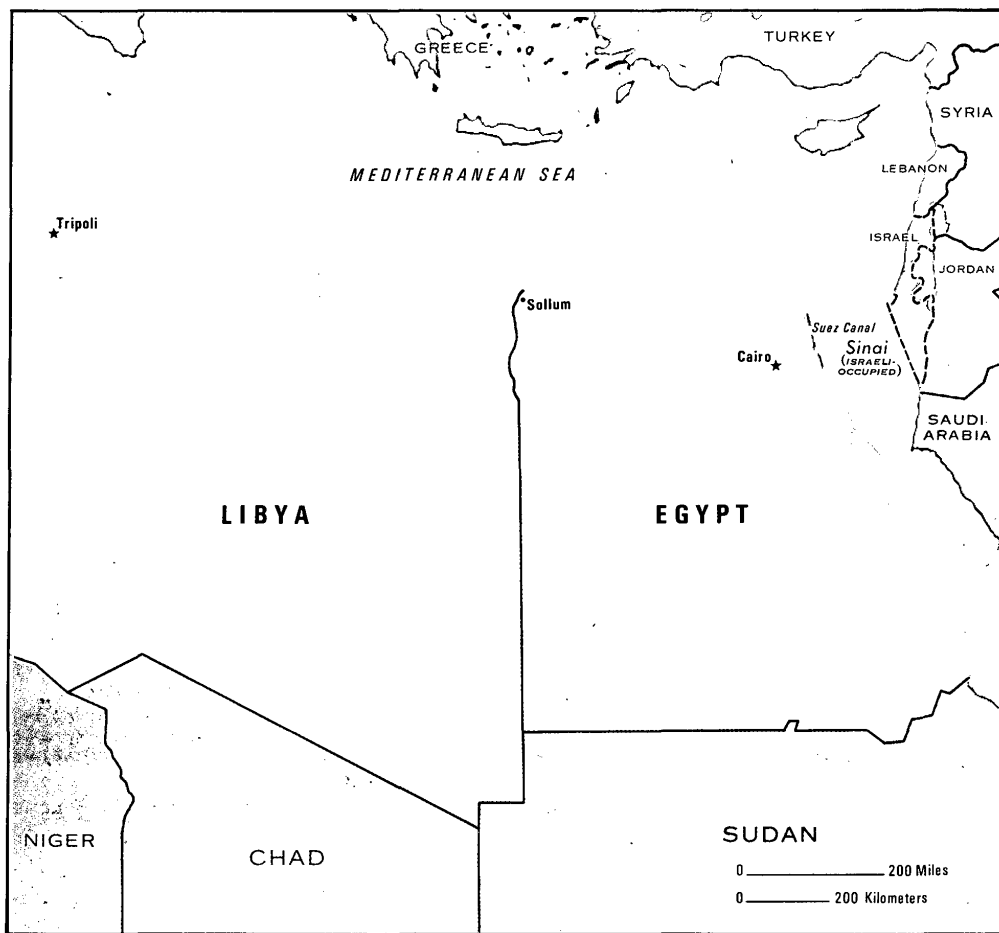 GREECE
TURKEY
SYRIA
MEDITERRANEAN SEA
LEBANON
Tripoli
ISRAEL
JORDAN
Sollum
Suez Canal
Cairo
Sinai
(ISRAELI-
OCCUPIED)
SAUDI
ARABIA
LIBYA
EGYPT
NIGER
CHAD
SUDAN
0 200 Miles
0 200 Kilometers